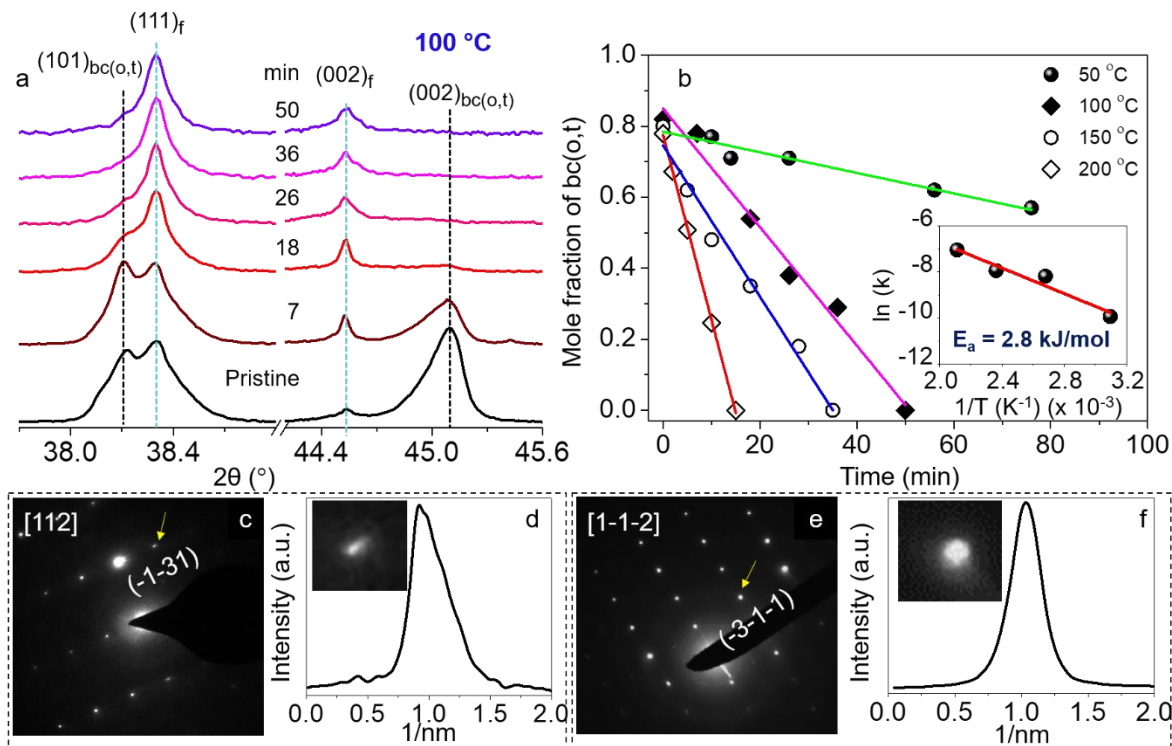 a
(101)bc(o,t)
(111)f
100 °C
min
(002)f
(002)bc(o,t)
50
36
26
18
7
Pristine
38.0 38.4 44.4 45.0 45.6
2θ (°)
b
50 °C
100 °C
150 °C
200 °C
Mole fraction of bc(o,t)
1.0
0.8
0.6
0.4
0.2
0.0
0 20 40 60 80 100
Time (min)
ln (k)
-6
-8
-10
-12
Ea = 2.8 kJ/mol
2.0 2.4 2.8 3.2
1/T (K-1) (x 10-3)
[112] c
(-1-31)
d
Intensity (a.u.)
0.0 0.5 1.0 1.5 2.0
1/nm
[1-1-2] e
(-3-1-1)
f
Intensity (a.u.)
0.0 0.5 1.0 1.5 2.0
1/nm